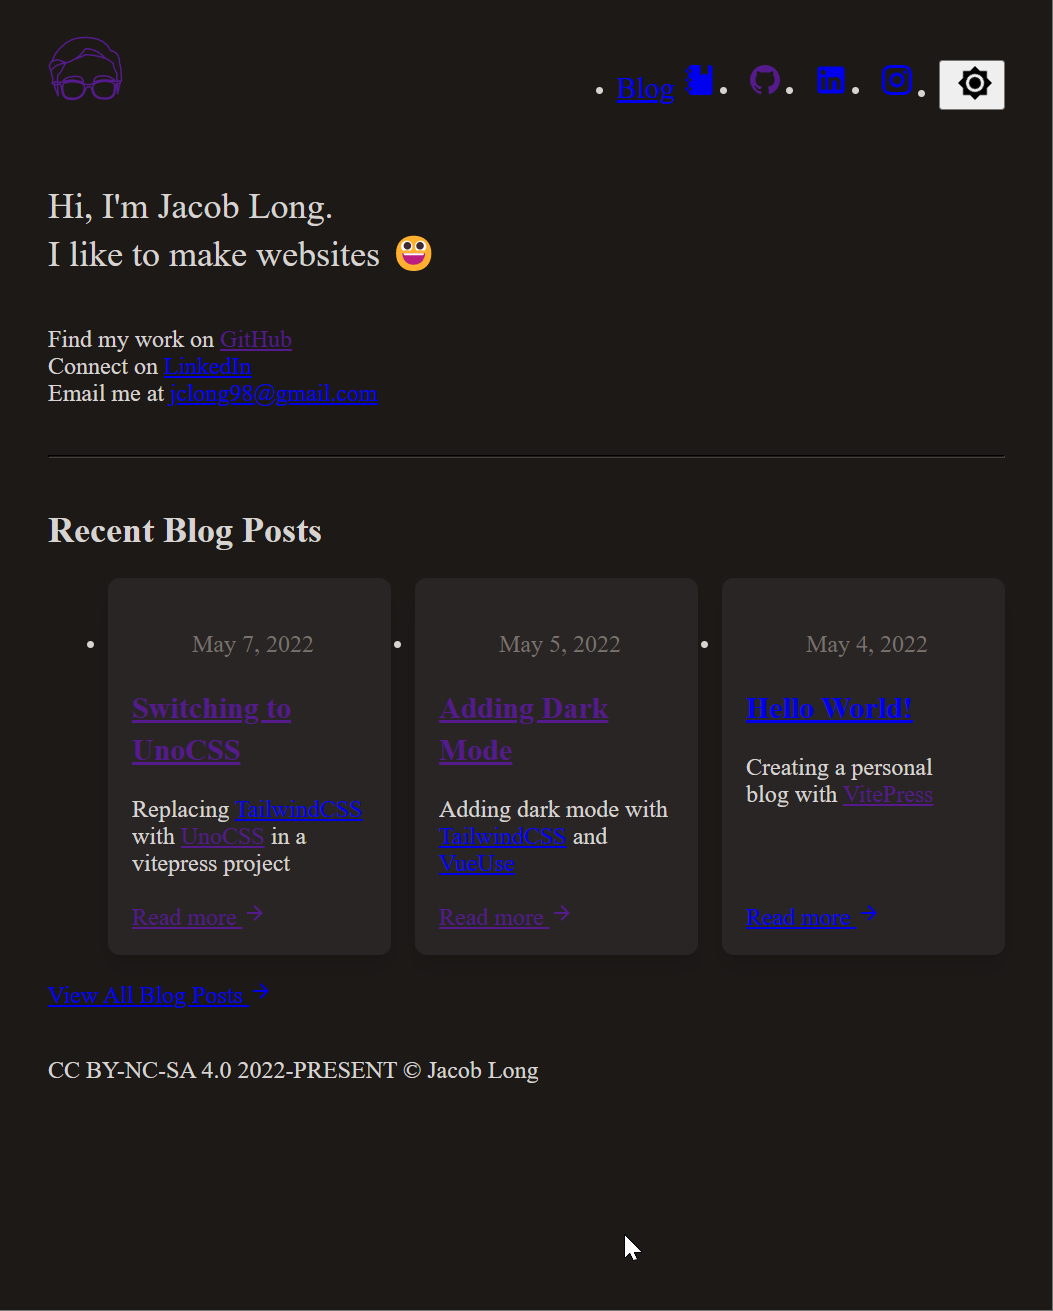 Blog
Hi, I'm Jacob Long.
I like to make websites
Find my work on GitHub
Connect on LinkedIn
Email me at jclong98@gmail.com
Recent Blog Posts
May 7, 2022
Switching to
UnoCSS
Replacing TailwindCSS
with UnoCSS in a
vitepress project
Read more
May 5, 2022
Adding Dark
Mode
Adding dark mode with
TailwindCSS and
VueUse
Read more
May 4, 2022
Hello World!
Creating a personal
blog with VitePress
Read more
View All Blog Posts
CC BY-NC-SA 4.0 2022-PRESENT © Jacob Long